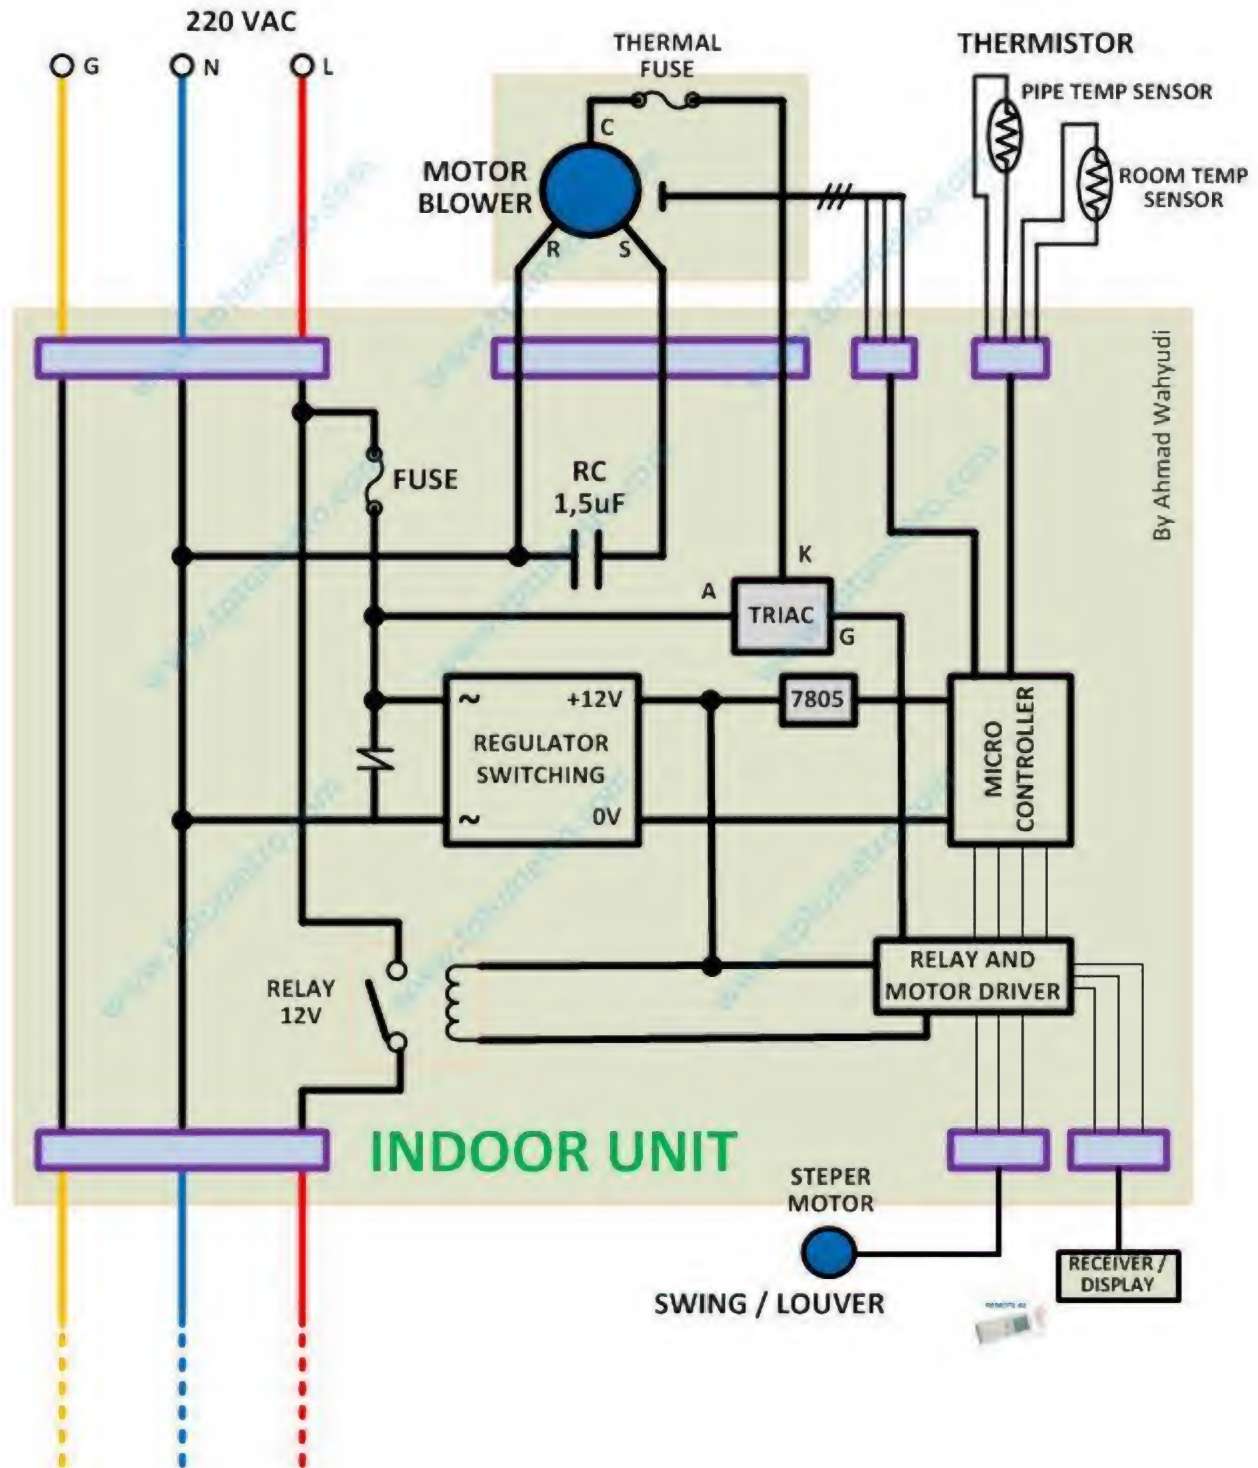 220 VAC
G
N
L
THERMAL
FUSE
THERMISTOR
PIPE TEMP SENSOR
ROOM TEMP
SENSOR
C
MOTOR
BLOWER
R
S
FUSE
RC
1,5uF
By Ahmad Wahyudi
K
A
TRIAC
G
~
+12V
7805
REGULATOR
SWITCHING
~
0V
MICRO
CONTROLLER
RELAY
12V
RELAY AND
MOTOR DRIVER
INDOOR UNIT
STEPER
MOTOR
SWING / LOUVER
RECEIVER /
DISPLAY